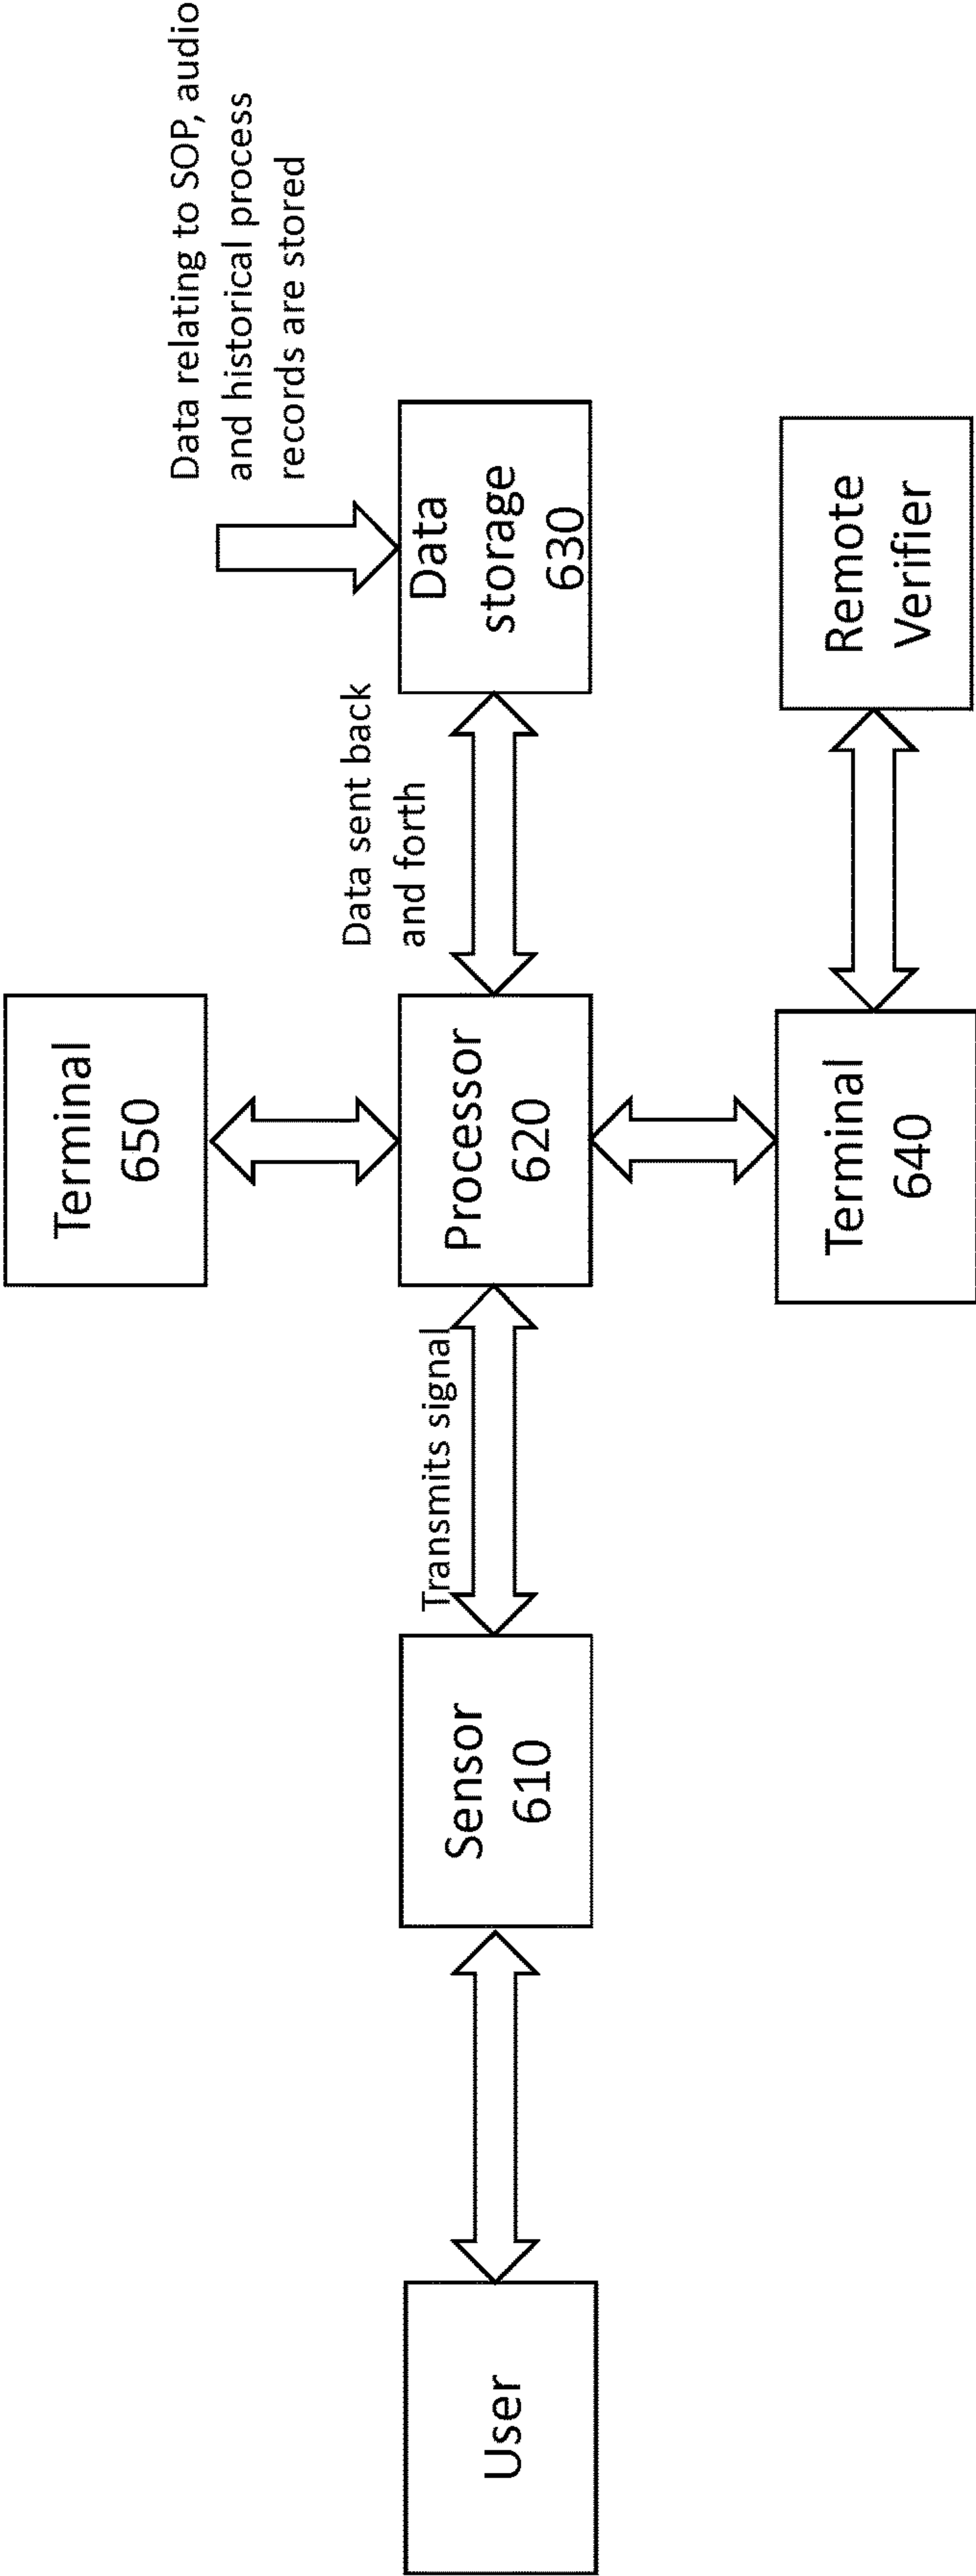 Data relating to SOP, audio
and historical process
records are stored
Terminal
650
Data sent back
and forth
User
Sensor
610
Transmits signal
Processor
620
Data
storage
630
Terminal
640
Remote
Verifier